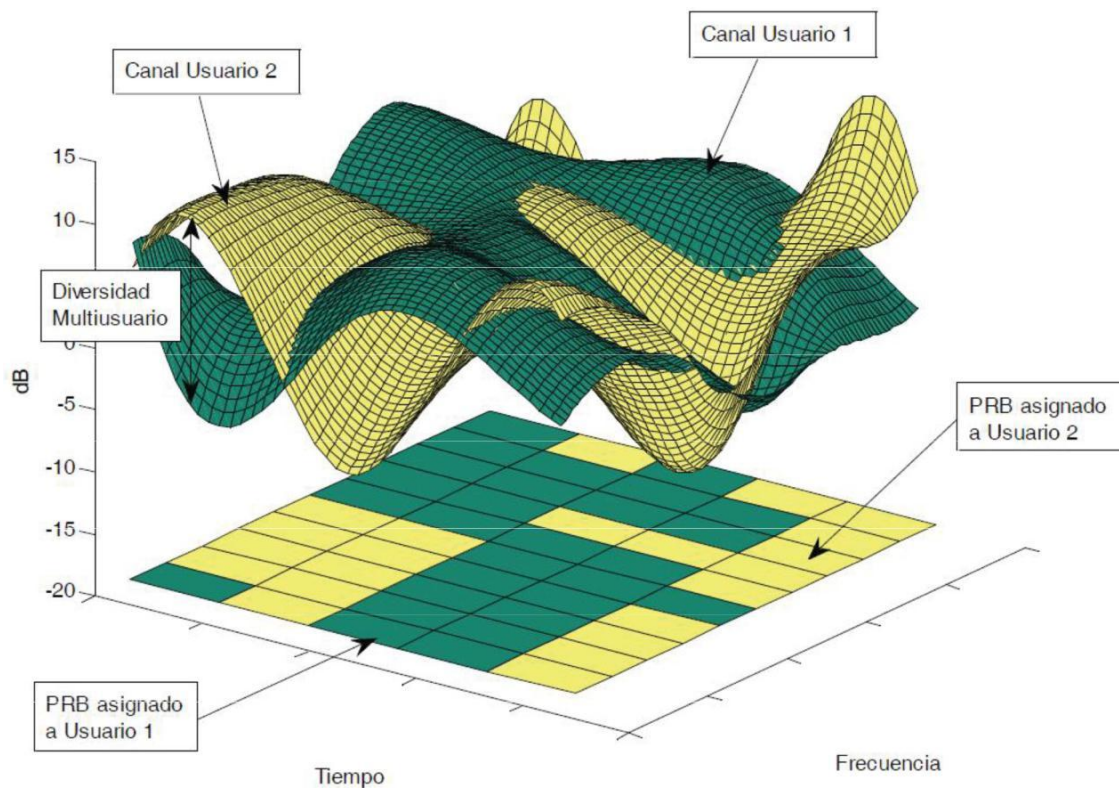 Canal Usuario 1
Canal Usuario 2
15
10
Diversidad
Multiusuario
0
dB
-5
-10
-15
-20
PRB asignado
a Usuario 2
PRB asignado
a Usuario 1
Tiempo
Frecuencia